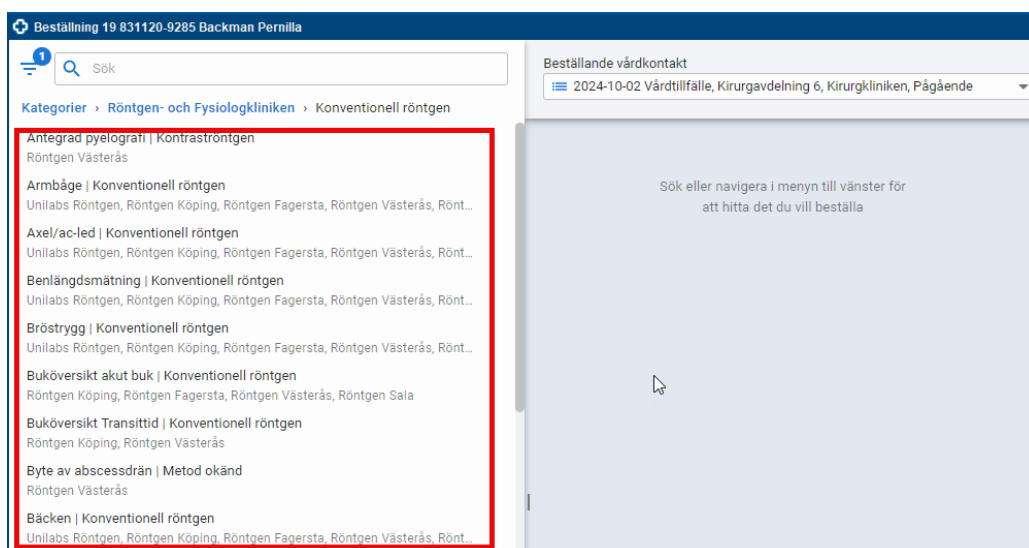 Beställning 19 831120-9285 Backman Pernilla
1
Sök
Kategorier › Röntgen- och Fysiologkliniken › Konventionell röntgen
Antegrad pyelografi | Kontraströntgen
Röntgen Västerås
Armbåge | Konventionell röntgen
Unilabs Röntgen, Röntgen Köping, Röntgen Fagersta, Röntgen Västerås, Rönt...
Axel/ac-led | Konventionell röntgen
Unilabs Röntgen, Röntgen Köping, Röntgen Fagersta, Röntgen Västerås, Rönt...
Benlängdsmätning | Konventionell röntgen
Unilabs Röntgen, Röntgen Köping, Röntgen Fagersta, Röntgen Västerås, Rönt...
Bröstrygg | Konventionell röntgen
Unilabs Röntgen, Röntgen Köping, Röntgen Fagersta, Röntgen Västerås, Rönt...
Buköversikt akut buk | Konventionell röntgen
Röntgen Köping, Röntgen Fagersta, Röntgen Västerås, Röntgen Sala
Buköversikt Transittid | Konventionell röntgen
Röntgen Köping, Röntgen Västerås
Byte av abscessdrän | Metod okänd
Röntgen Västerås
Bäcken | Konventionell röntgen
Unilabs Röntgen, Röntgen Köping, Röntgen Fagersta, Röntgen Västerås, Rönt...
Beställande vårdkontakt
2024-10-02 Vårdtillfälle, Kirurgavdelning 6, Kirurgkliniken, Pågående
Sök eller navigera i menyn till vänster för
att hitta det du vill beställa